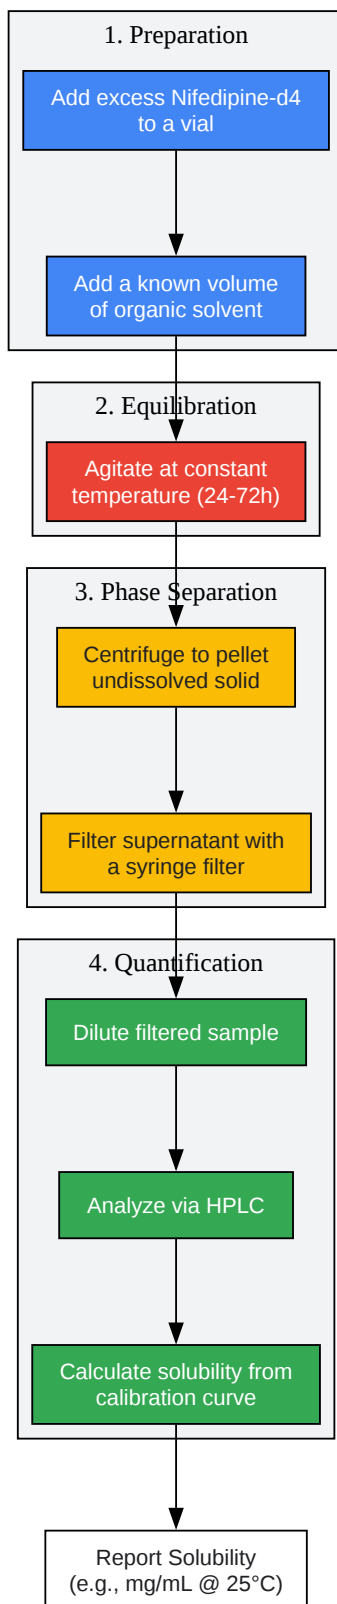 1. Preparation
Add excess Nifedipine-d4
to a vial
Add a known volume
of organic solvent
2. Equilibration
Agitate at constant
temperature (24-72h)
3. Phase Separation
Centrifuge to pellet
undissolved solid
Filter supernatant with
a syringe filter
4. Quantification
Dilute filtered sample
Analyze via HPLC
Calculate solubility from
calibration curve
Report Solubility
(e.g., mg/mL @ 25°C)